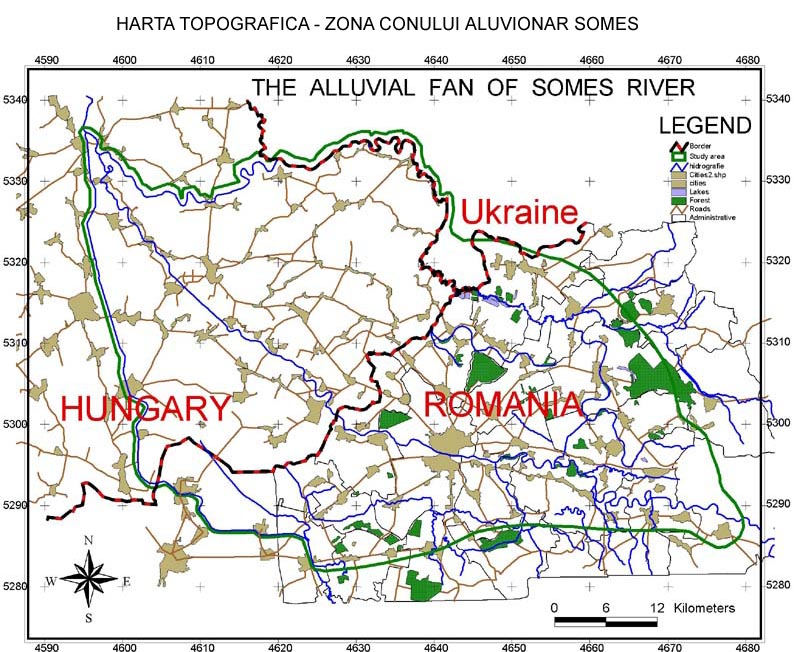 HARTA TOPOGRAFICA - ZONA CONULUI ALUVIONAR SOMES
4590 4600 4610 4620 4630 4640 4650 4660 4670 4680
THE ALLUVIAL FAN OF SOMES RIVER
5340 5340
LEGEND
Border
Study area
hidrografie
Cities2.shp
cities
Lakes
Forest
Roads
Administrative
5330 5330
Ukraine
5320 5320
5310 5310
HUNGARY ROMANIA
5300 5300
5290 5290
N
W E
S
5280 5280
0 6 12 Kilometers
4590 4600 4610 4620 4630 4640 4650 4660 4670 4680